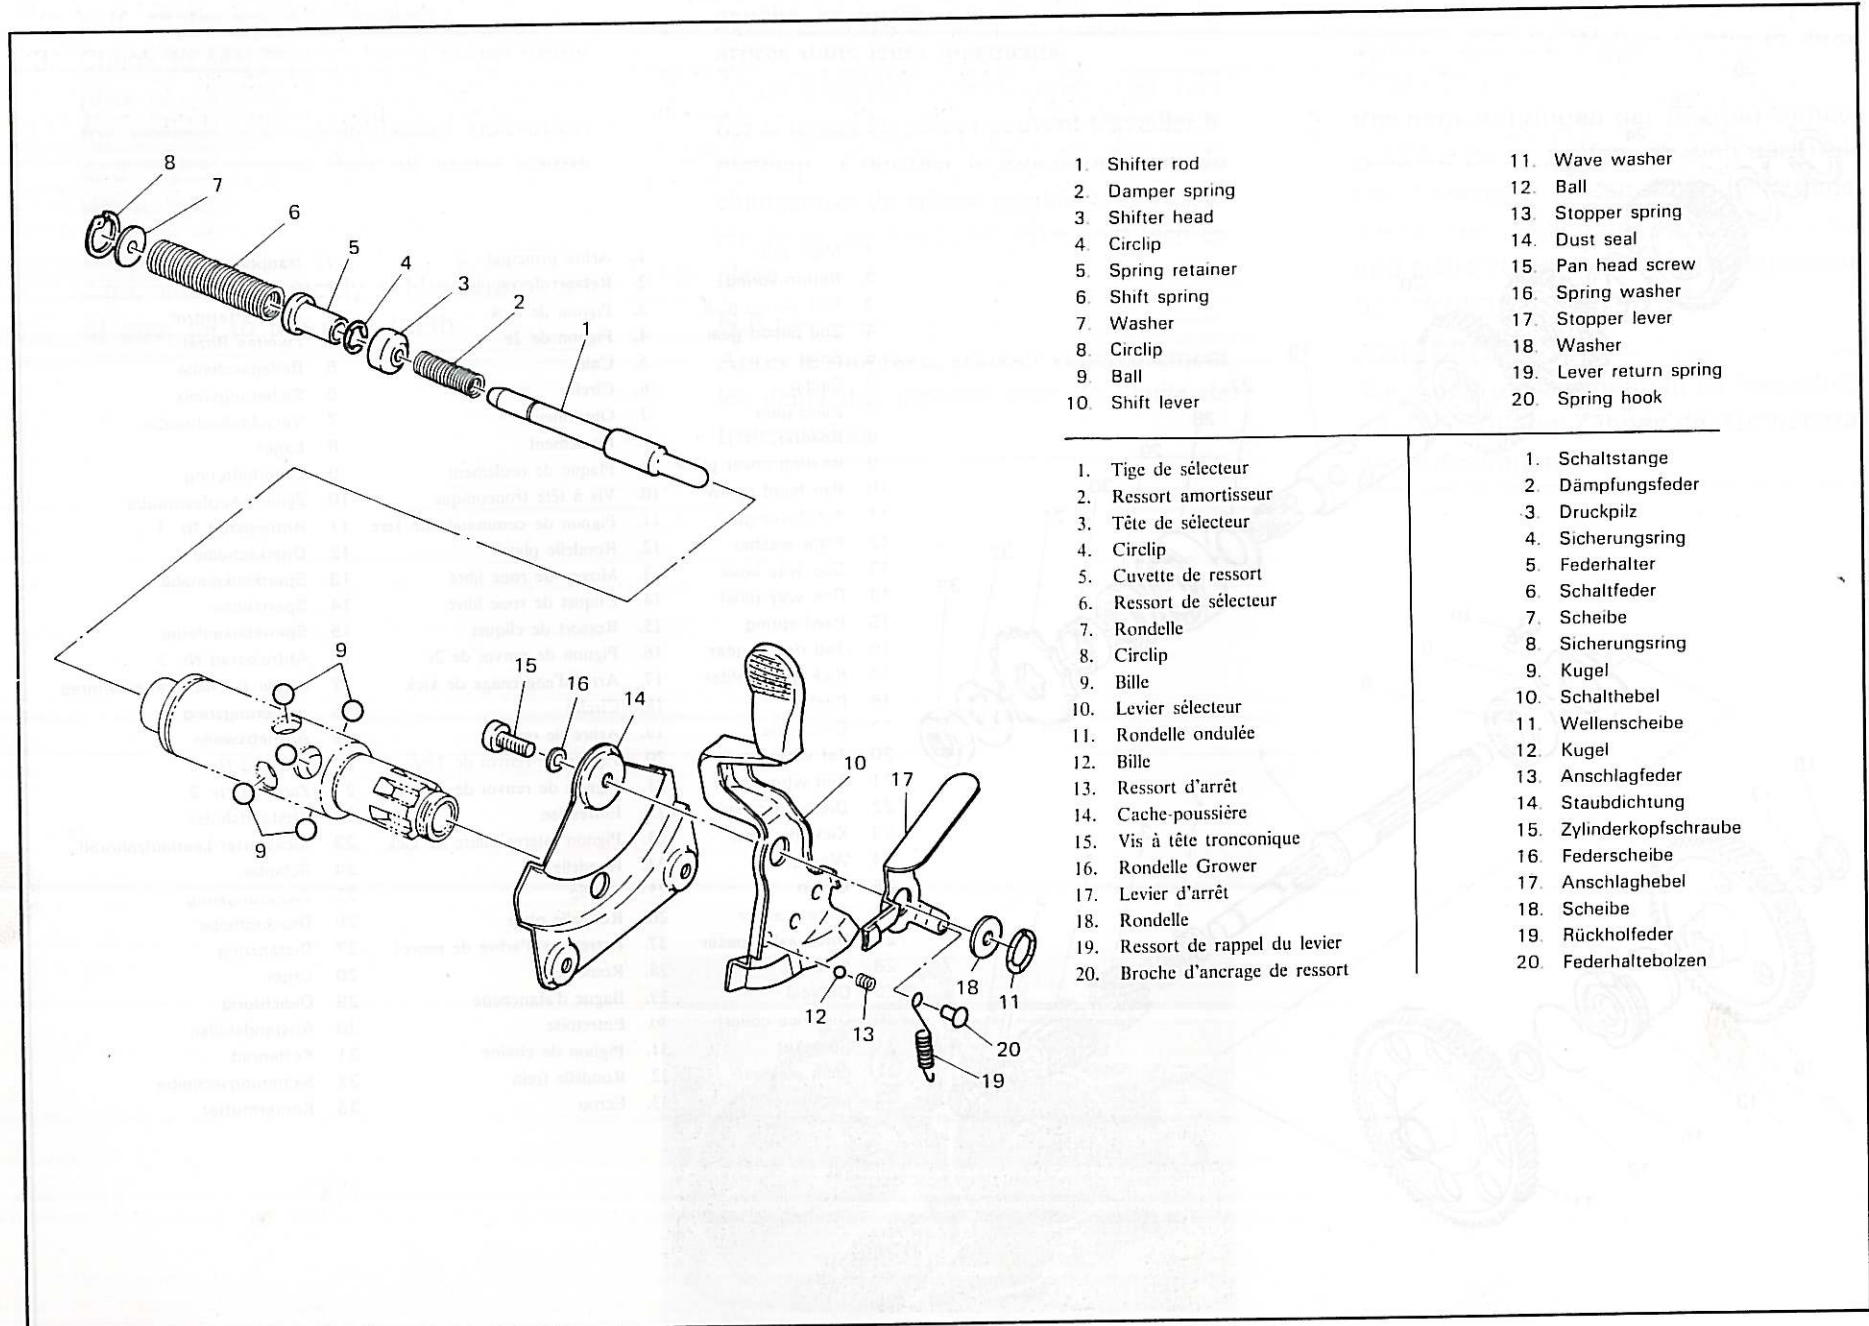 8
7
6
5
4
3
2
1
9
15
16
14
10
17
9
12
13
18
11
20
19
1. Shifter rod
2. Damper spring
3. Shifter head
4. Circlip
5. Spring retainer
6. Shift spring
7. Washer
8. Circlip
9. Ball
10. Shift lever
11. Wave washer
12. Ball
13. Stopper spring
14. Dust seal
15. Pan head screw
16. Spring washer
17. Stopper lever
18. Washer
19. Lever return spring
20. Spring hook
1. Tige de sélecteur
2. Ressort amortisseur
3. Tête de sélecteur
4. Circlip
5. Cuvette de ressort
6. Ressort de sélecteur
7. Rondelle
8. Circlip
9. Bille
10. Levier sélecteur
11. Rondelle ondulée
12. Bille
13. Ressort d'arrêt
14. Cache-poussière
15. Vis à tête tronconique
16. Rondelle Grower
17. Levier d'arrêt
18. Rondelle
19. Ressort de rappel du levier
20. Broche d'ancrage de ressort
1. Schaltstange
2. Dämpfungsfeder
3. Druckpilz
4. Sicherungsring
5. Federhalter
6. Schaltfeder
7. Scheibe
8. Sicherungsring
9. Kugel
10. Schalthebel
11. Wellenscheibe
12. Kugel
13. Anschlagfeder
14. Staubdichtung
15. Zylinderkopfschraube
16. Federscheibe
17. Anschlaghebel
18. Scheibe
19. Rückholfeder
20. Federhaltebolzen